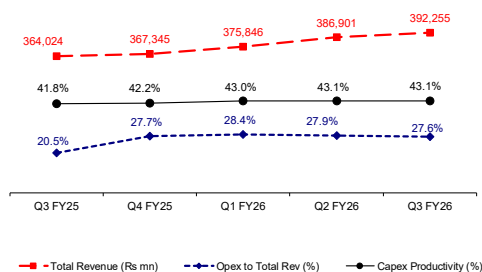 364,024 367,345 375,846 386,901 392,255
41.8% 42.2% 43.0% 43.1% 43.1%
20.5% 27.7% 28.4% 27.9% 27.6%
Q3 FY25 Q4 FY25 Q1 FY26 Q2 FY26 Q3 FY26
Total Revenue (Rs mn) Opex to Total Rev (%) Capex Productivity (%)